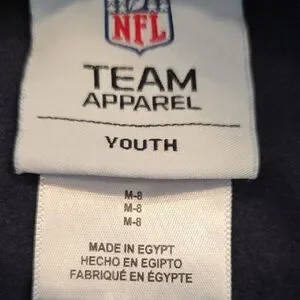 NFL
TEAM
APPAREL
YOUTH
M-8
M-8
M-8
MADE IN EGYPT
HECHO EN EGIPTO
FABRIQUÉ EN ÉGYPTE